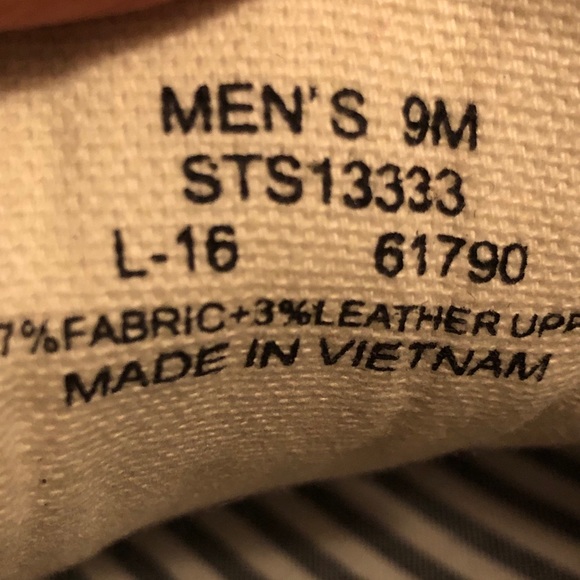 MEN'S 9M
STS13333
L-16 61790
7%FABRIC+3%LEATHER UPP
MADE IN VIETNAM